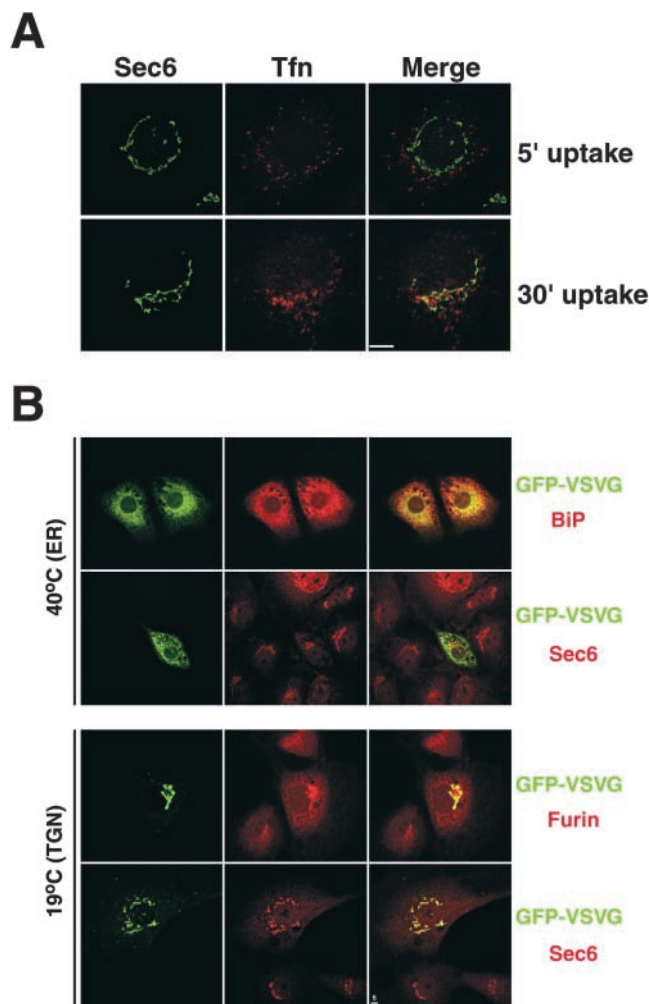 A
Sec6 Tfn Merge
5' uptake
30' uptake
B
40ºC (ER)
GFP-VSVG
BiP
GFP-VSVG
Sec6
19ºC (TGN)
GFP-VSVG
Furin
GFP-VSVG
Sec6